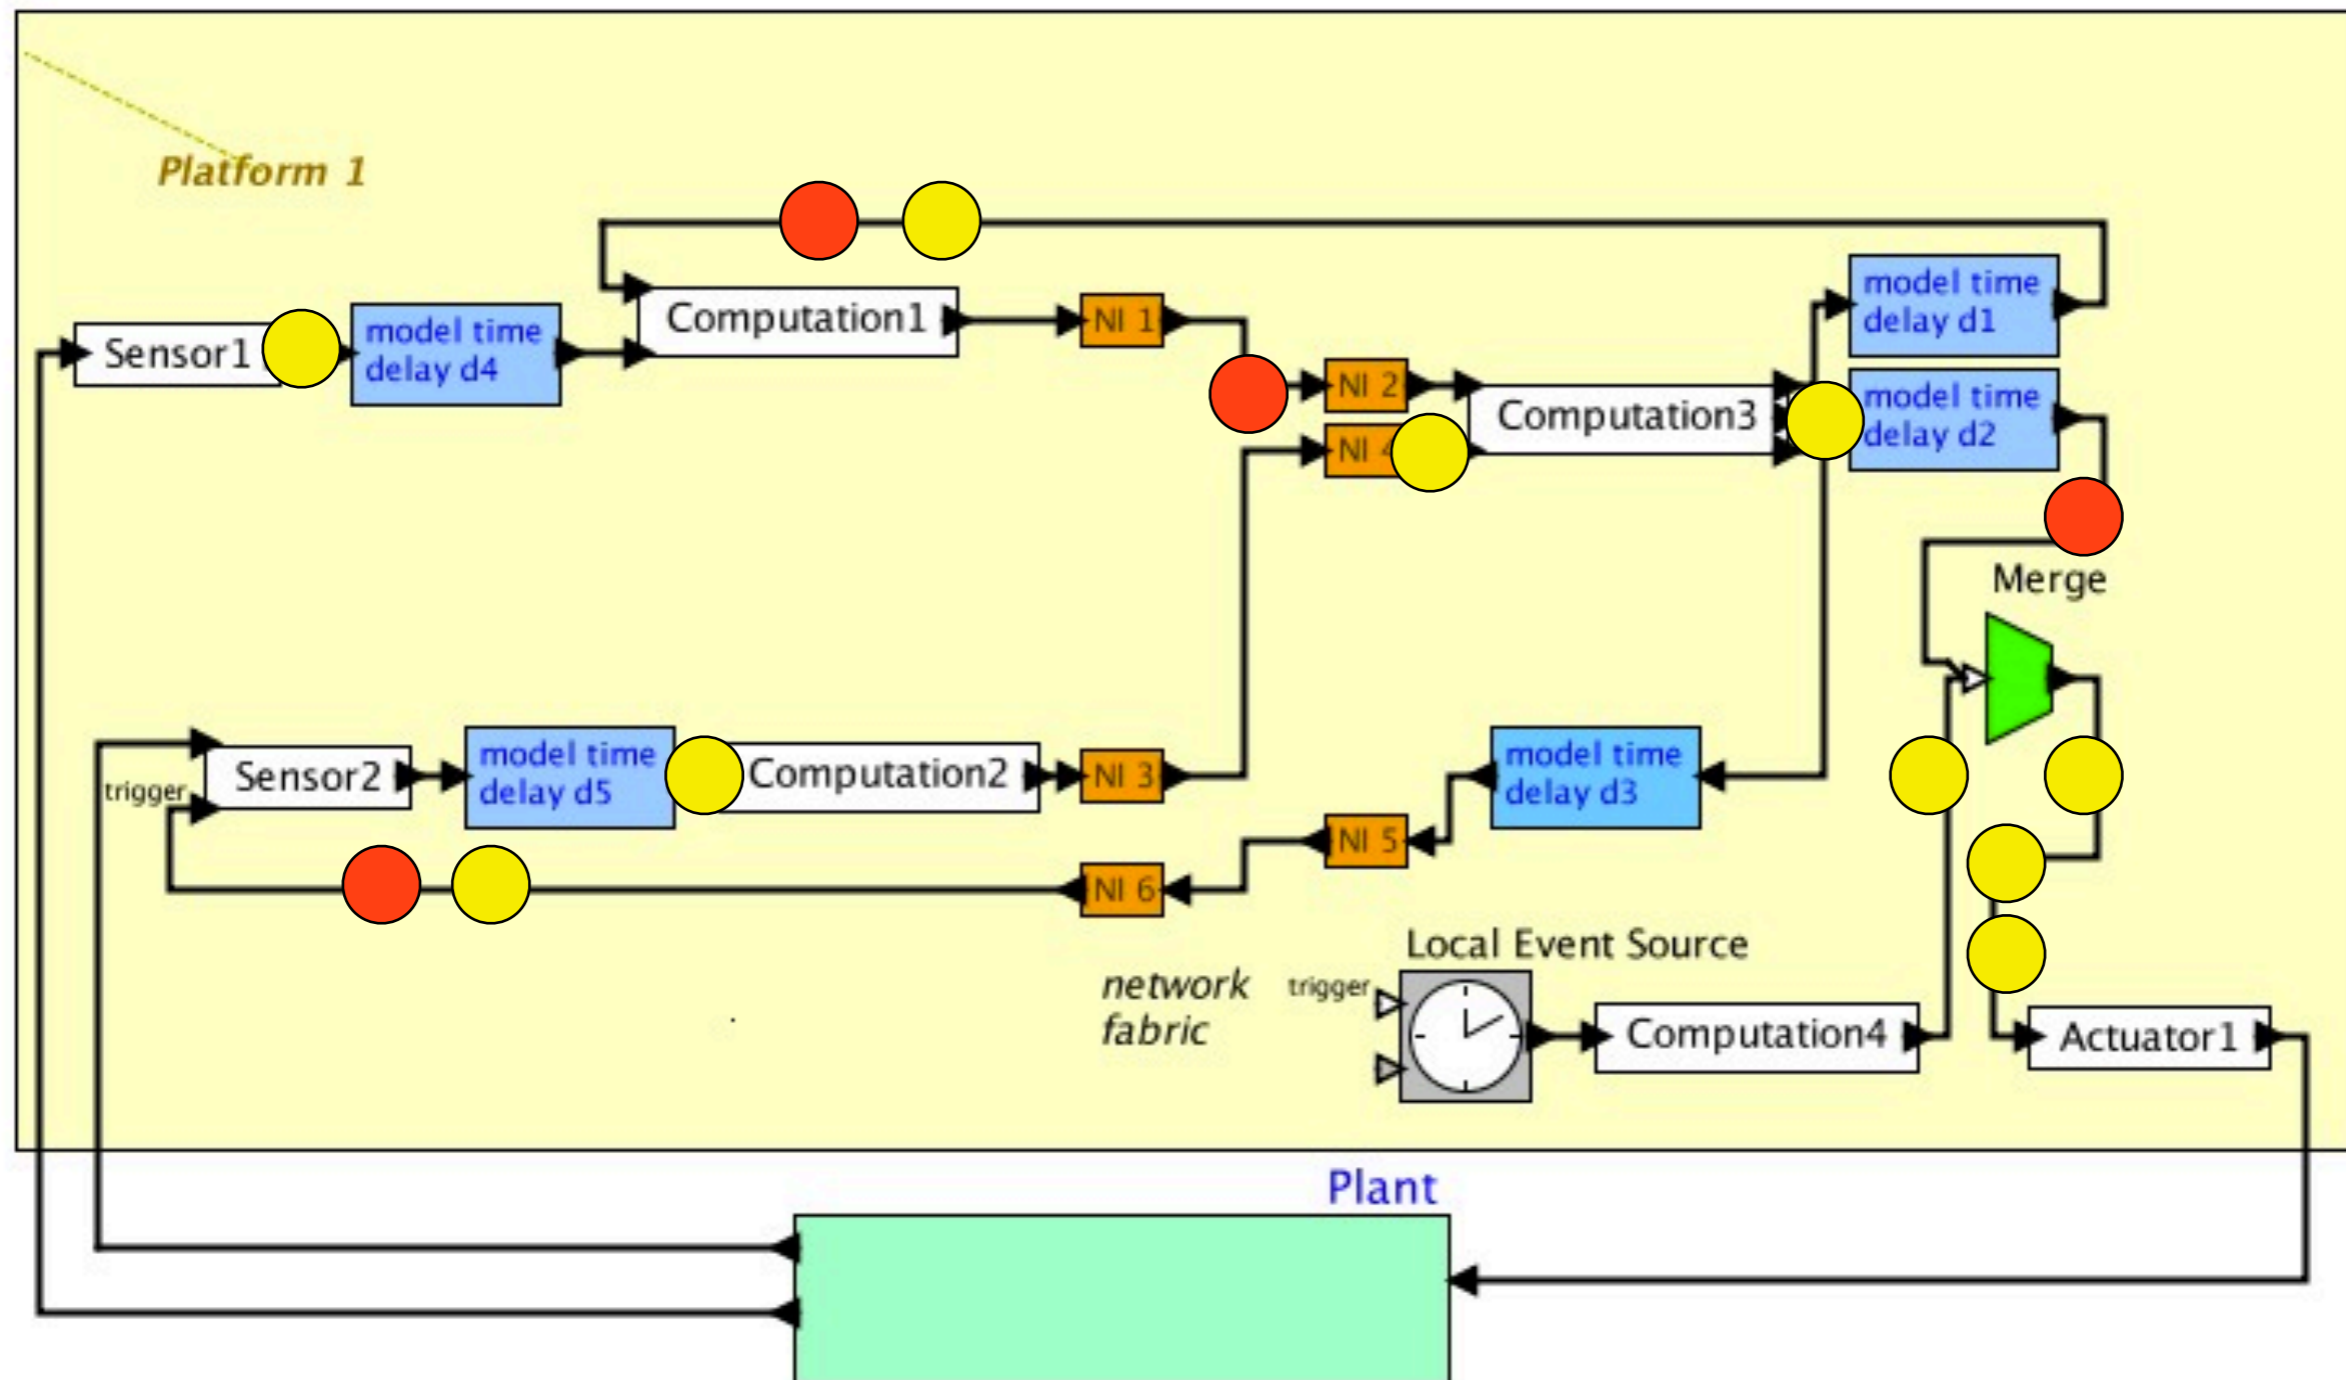 Platform 1
model time
delay d1
Computation1
NI 1
model time
delay d4
Sensor1
NI 2
Computation3
model time
delay d2
NI 4
Merge
trigger
Sensor2
model time
delay d5
Computation2
NI 3
model time
delay d3
NI 5
NI 6
Local Event Source
network
fabric
trigger
Computation4
Actuator1
Plant